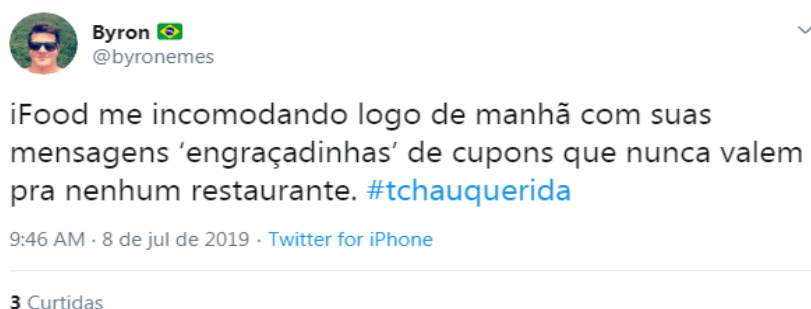 Byron 🇧🇷
@byronemes
iFood me incomodando logo de manhã com suas
mensagens ‘engraçadinhas’ de cupons que nunca valem
pra nenhum restaurante. #tchauquerida
9:46 AM · 8 de jul de 2019 · Twitter for iPhone
3 Curtidas